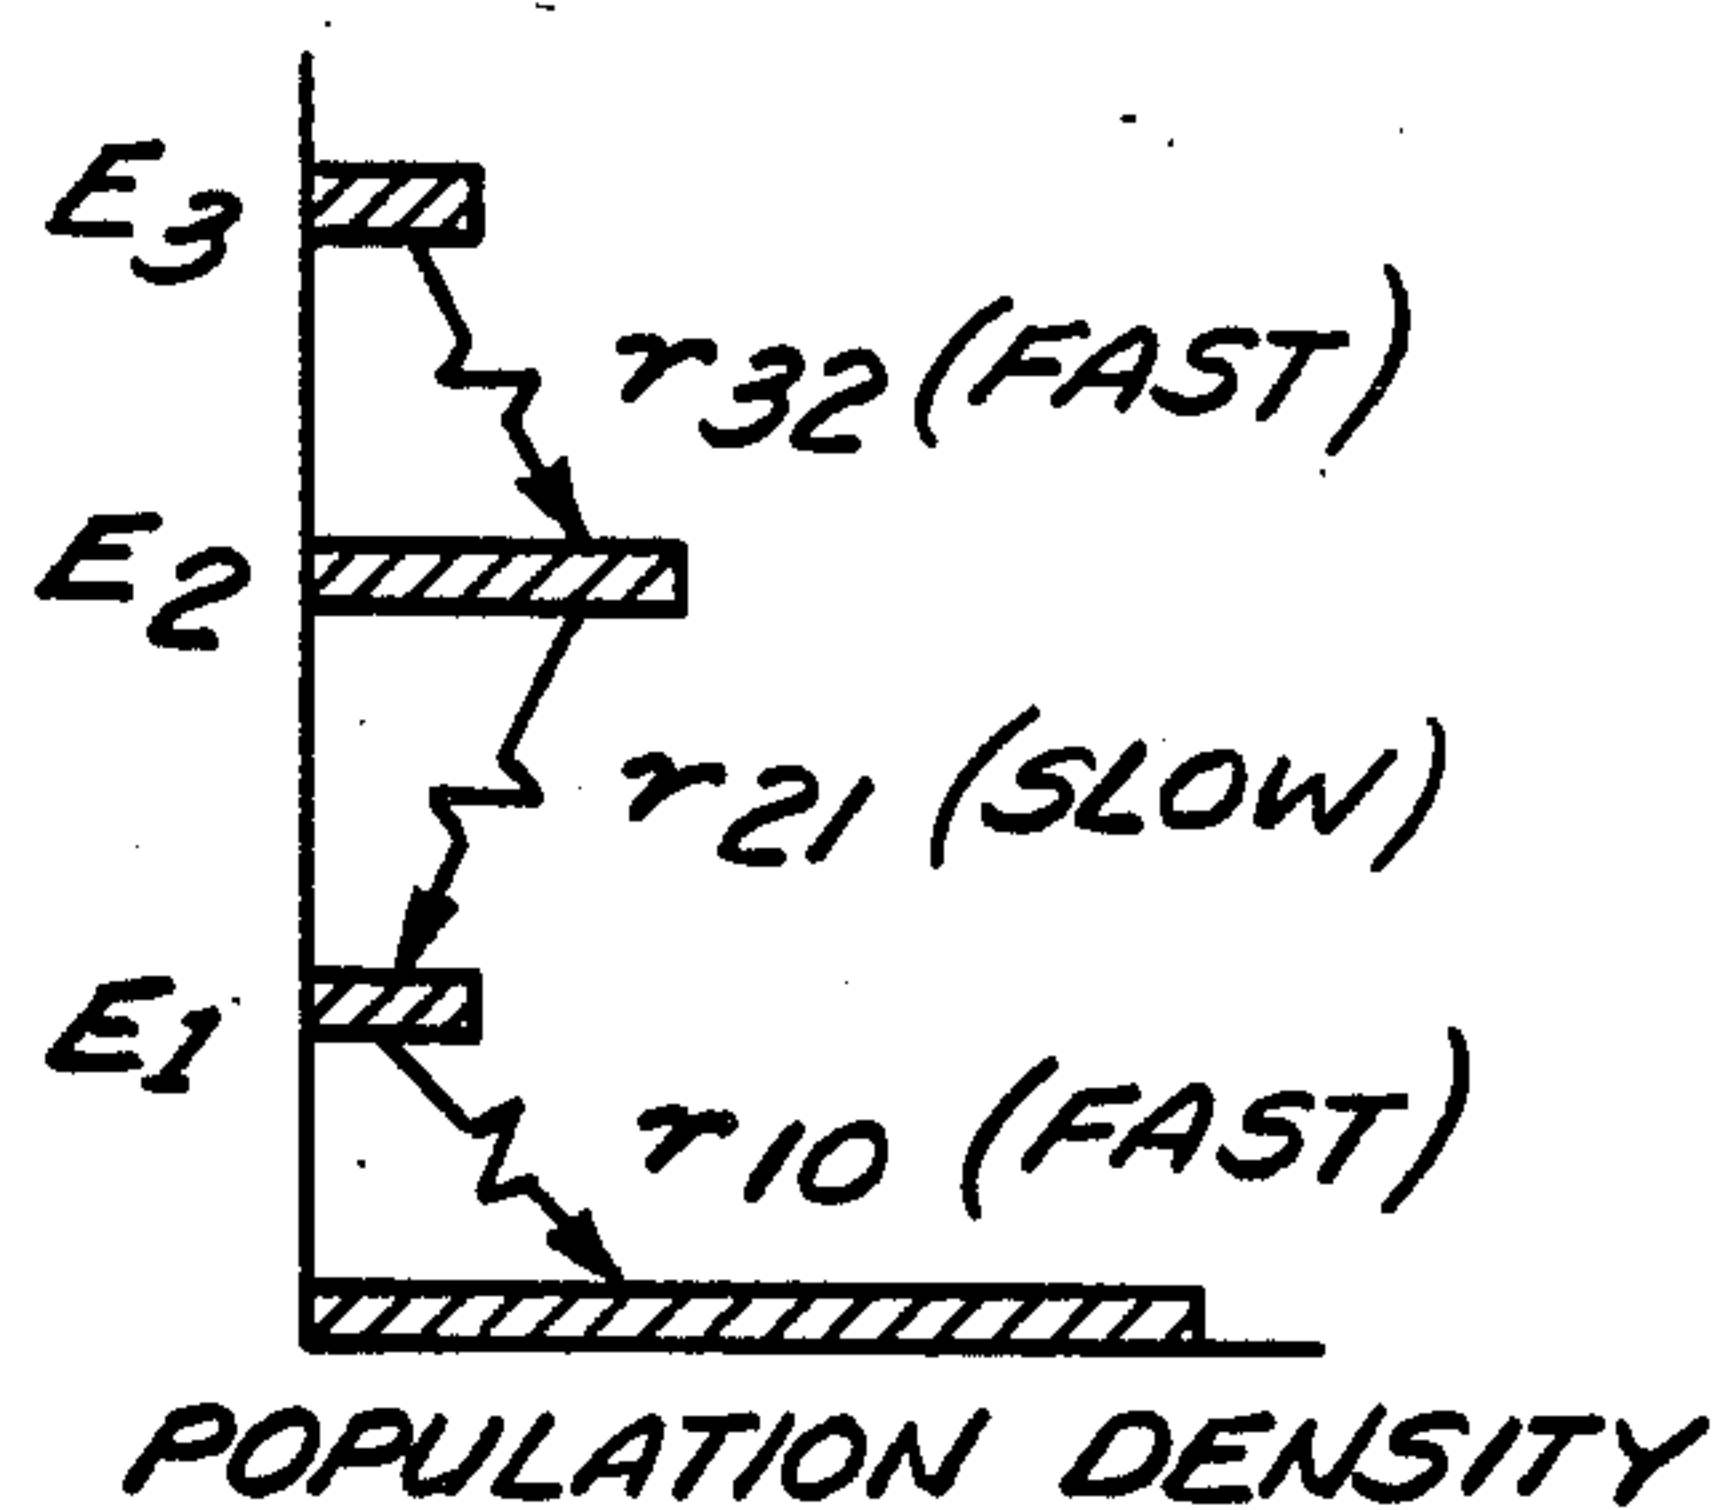 E3
r32 (FAST)
E2
r21 (SLOW)
E1
r10 (FAST)
POPULATION DENSITY